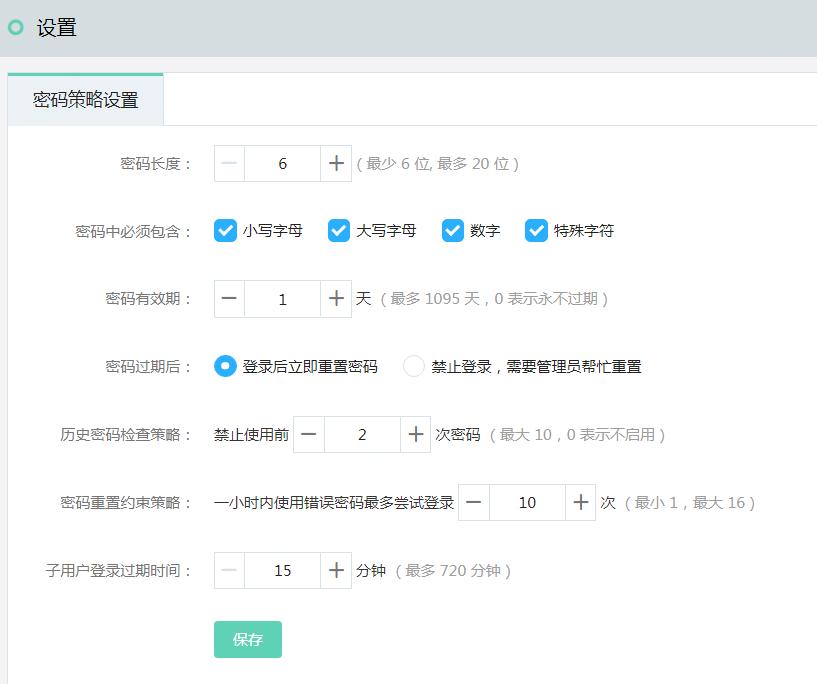 设置
密码策略设置
密码长度： 6 ( 最少 6 位, 最多 20 位 )
密码中必须包含： 小写字母 大写字母 数字 特殊字符
密码有效期： 1 天 ( 最多 1095 天，0 表示永不过期 )
密码过期后： 登录后立即重置密码 禁止登录，需要管理员帮忙重置
历史密码检查策略： 禁止使用前 2 次密码 ( 最大 10，0 表示不启用 )
密码重置约束策略： 一小时内使用错误密码最多尝试登录 10 次 ( 最小 1，最大 16 )
子用户登录过期时间： 15 分钟 ( 最多 720 分钟 )
保存